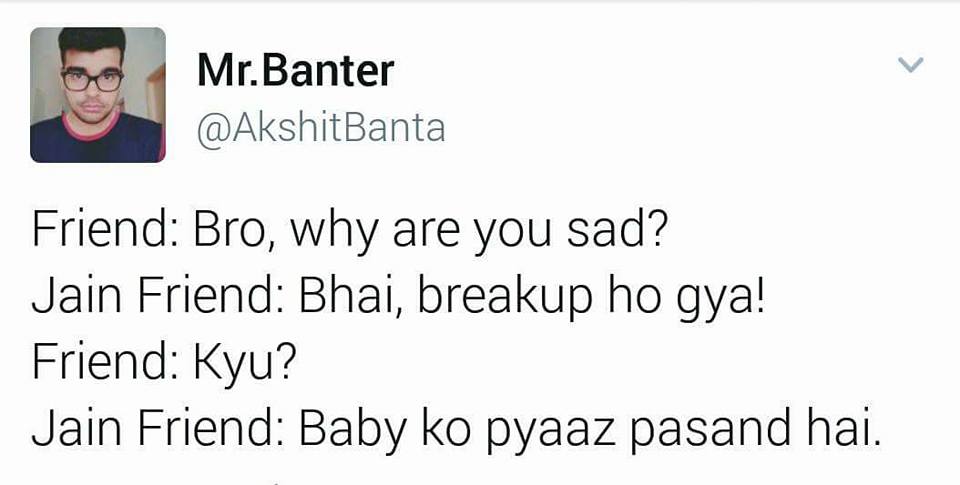 Mr.Banter
@AkshitBanta
Friend: Bro, why are you sad?
Jain Friend: Bhai, breakup ho gya!
Friend: Kyu?
Jain Friend: Baby ko pyaaz pasand hai.